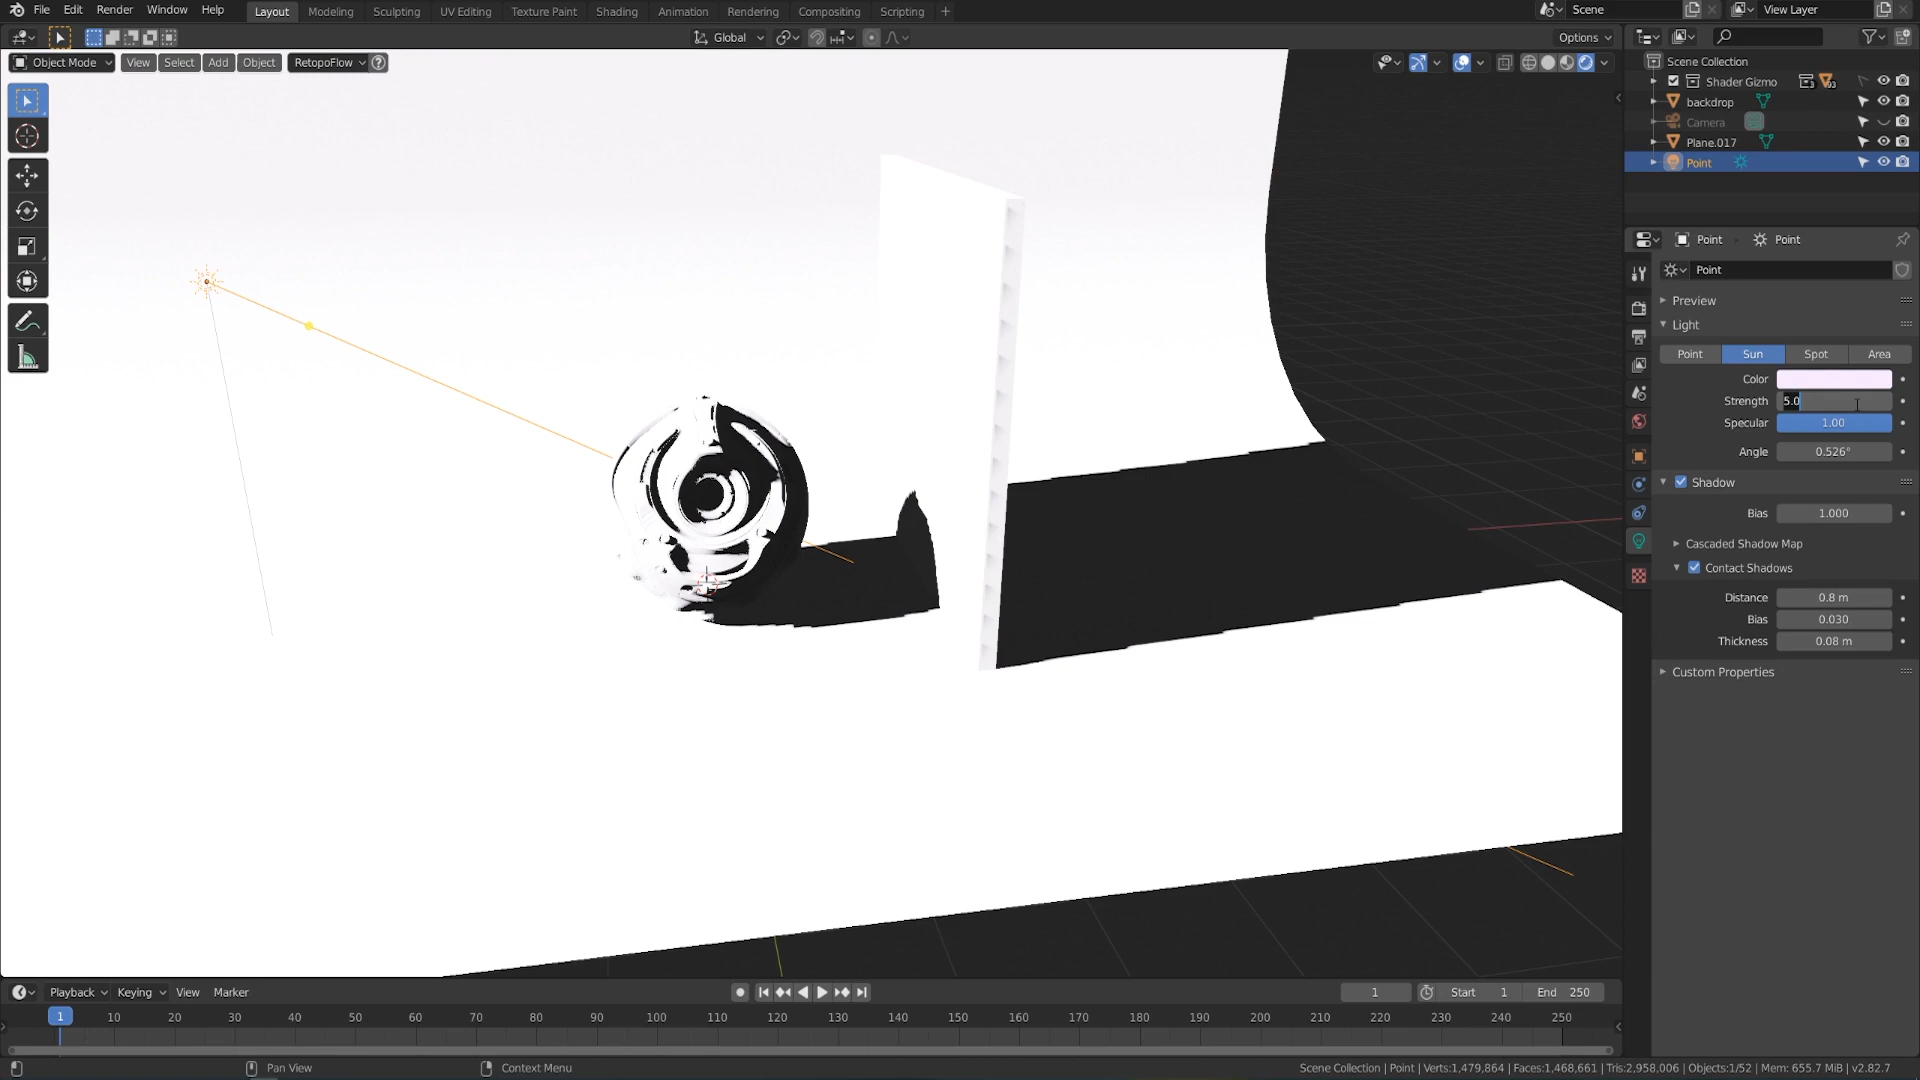 File Edit Render Window Help Layout Modeling Sculpting UV Editing Texture Paint Shading Animation Rendering Compositing Scripting + Scene View Layer
Global Options
Object Mode View Select Add Object RetopoFlow
Scene Collection
Shader Gizmo 3 93
backdrop
Camera
Plane.017
Point
Point Point
Point
Preview
Light
Point Sun Spot Area
Color
Strength 5.0
Specular 1.00
Angle 0.526°
Shadow
Bias 1.000
Cascaded Shadow Map
Contact Shadows
Distance 0.8 m
Bias 0.030
Thickness 0.08 m
Custom Properties
Playback Keying View Marker 1 Start 1 End 250
1 10 20 30 40 50 60 70 80 90 100 110 120 130 140 150 160 170 180 190 200 210 220 230 240 250
Pan View Context Menu Scene Collection | Point | Verts:1,479,864 | Faces:1,468,661 | Tris:2,958,006 | Objects:1/52 | Mem: 655.7 MiB | v2.82.7